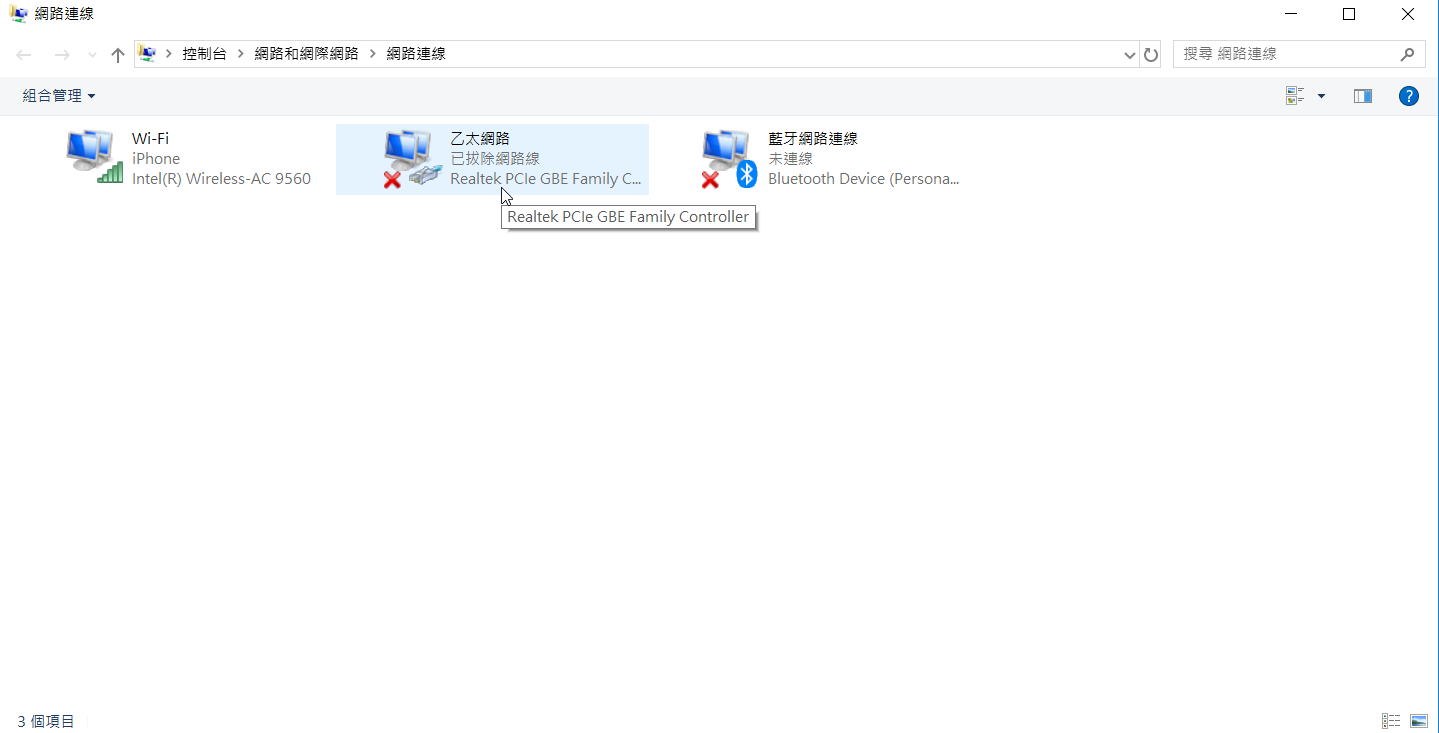 網路連線
控制台 網路和網際網路 網路連線
搜尋 網路連線
組合管理
?
Wi-Fi
iPhone
Intel(R) Wireless-AC 9560
乙太網路
已拔除網路線
Realtek PCIe GBE Family C...
藍牙網路連線
未連線
Bluetooth Device (Persona...
Realtek PCIe GBE Family Controller
3 個項目